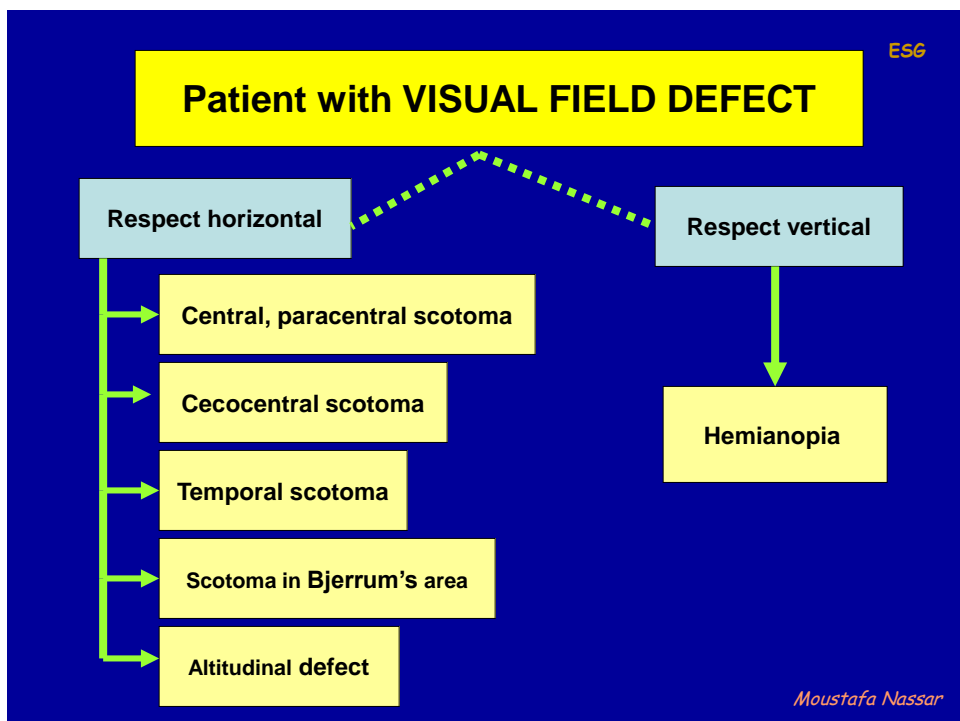 ESG
Patient with VISUAL FIELD DEFECT
Respect horizontal
Respect vertical
Central, paracentral scotoma
Cecocentral scotoma
Hemianopia
Temporal scotoma
Scotoma in Bjerrum’s area
Altitudinal defect
Moustafa Nassar